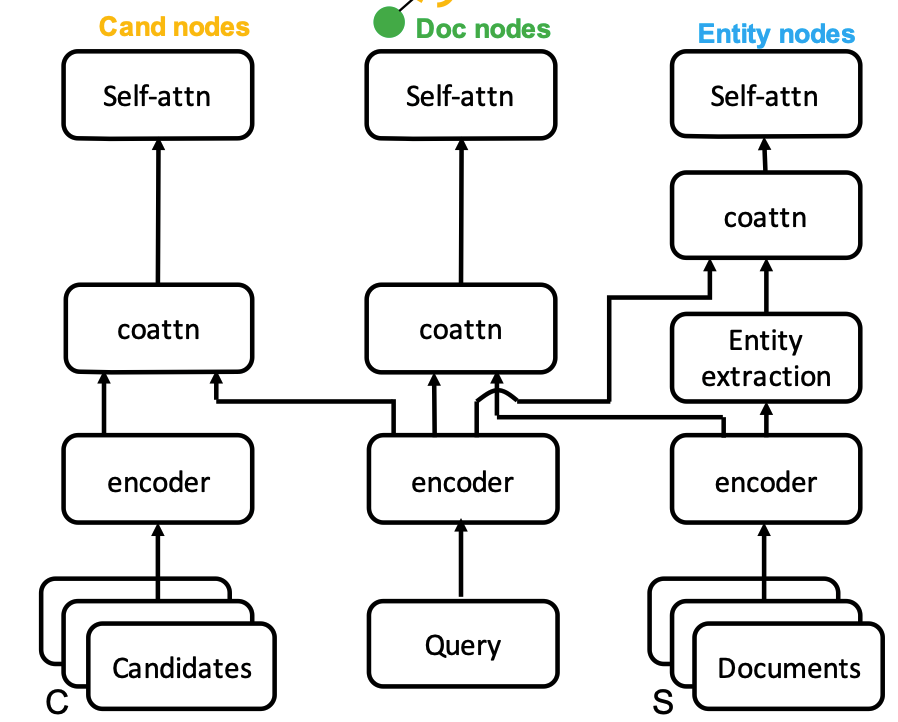 Cand nodes
Doc nodes
Entity nodes
Self-attn
Self-attn
Self-attn
coattn
coattn
coattn
Entity
extraction
encoder
encoder
encoder
Candidates
Query
Documents
C
S